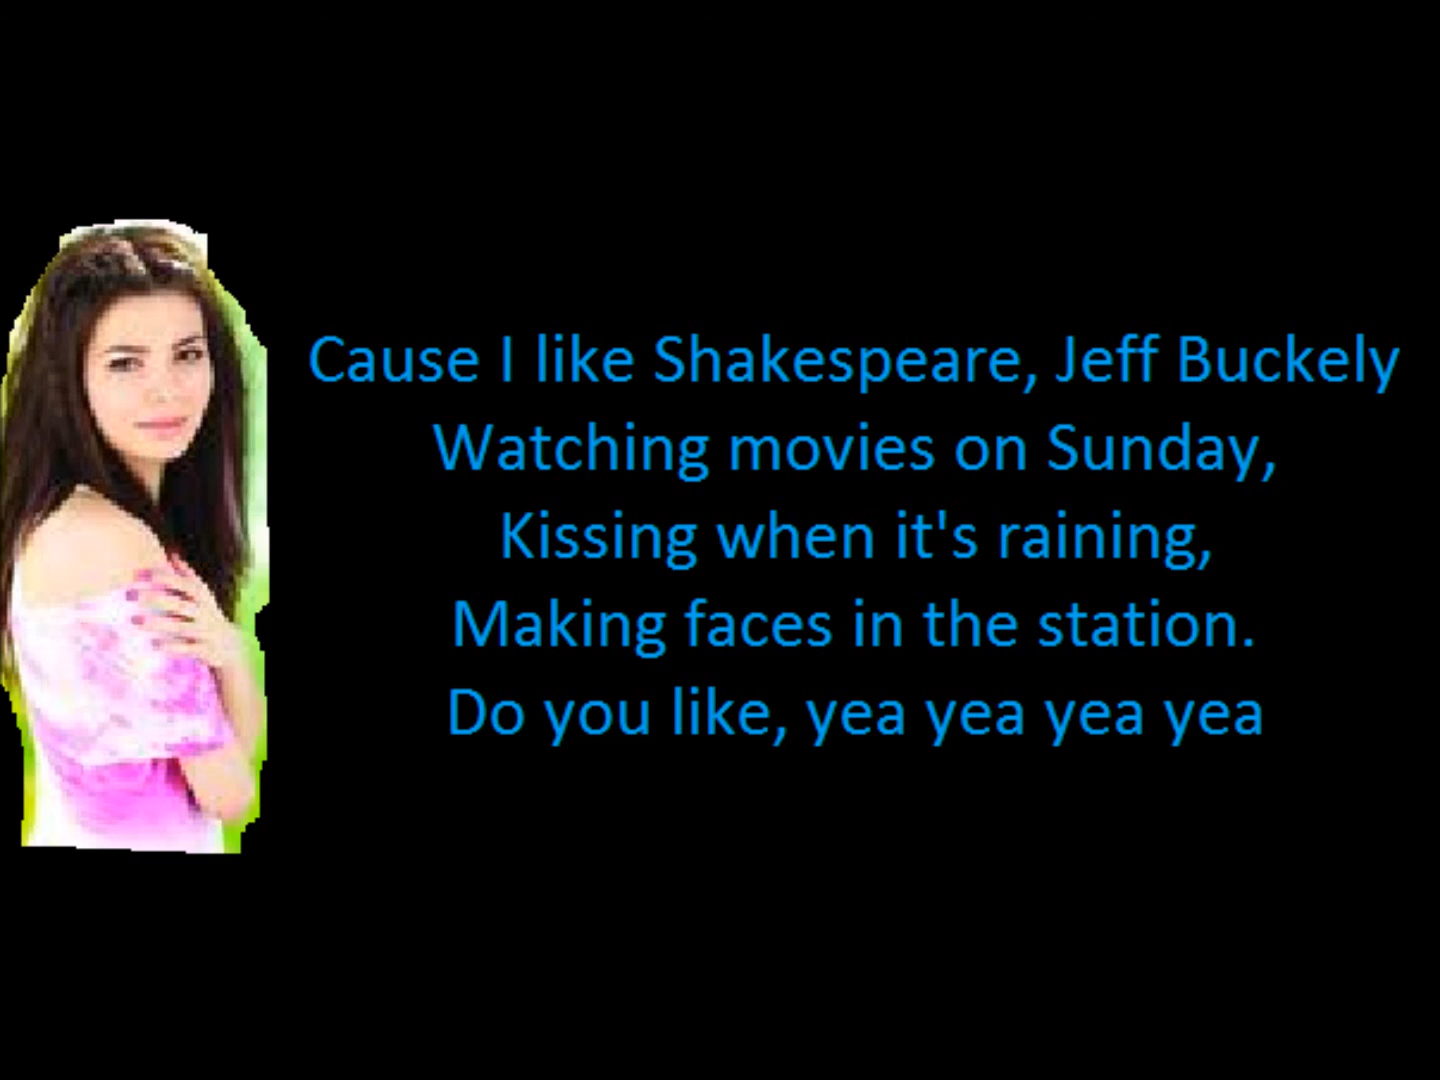 Cause I like Shakespeare, Jeff Buckely
Watching movies on Sunday,
Kissing when it's raining,
Making faces in the station.
Do you like, yea yea yea yea